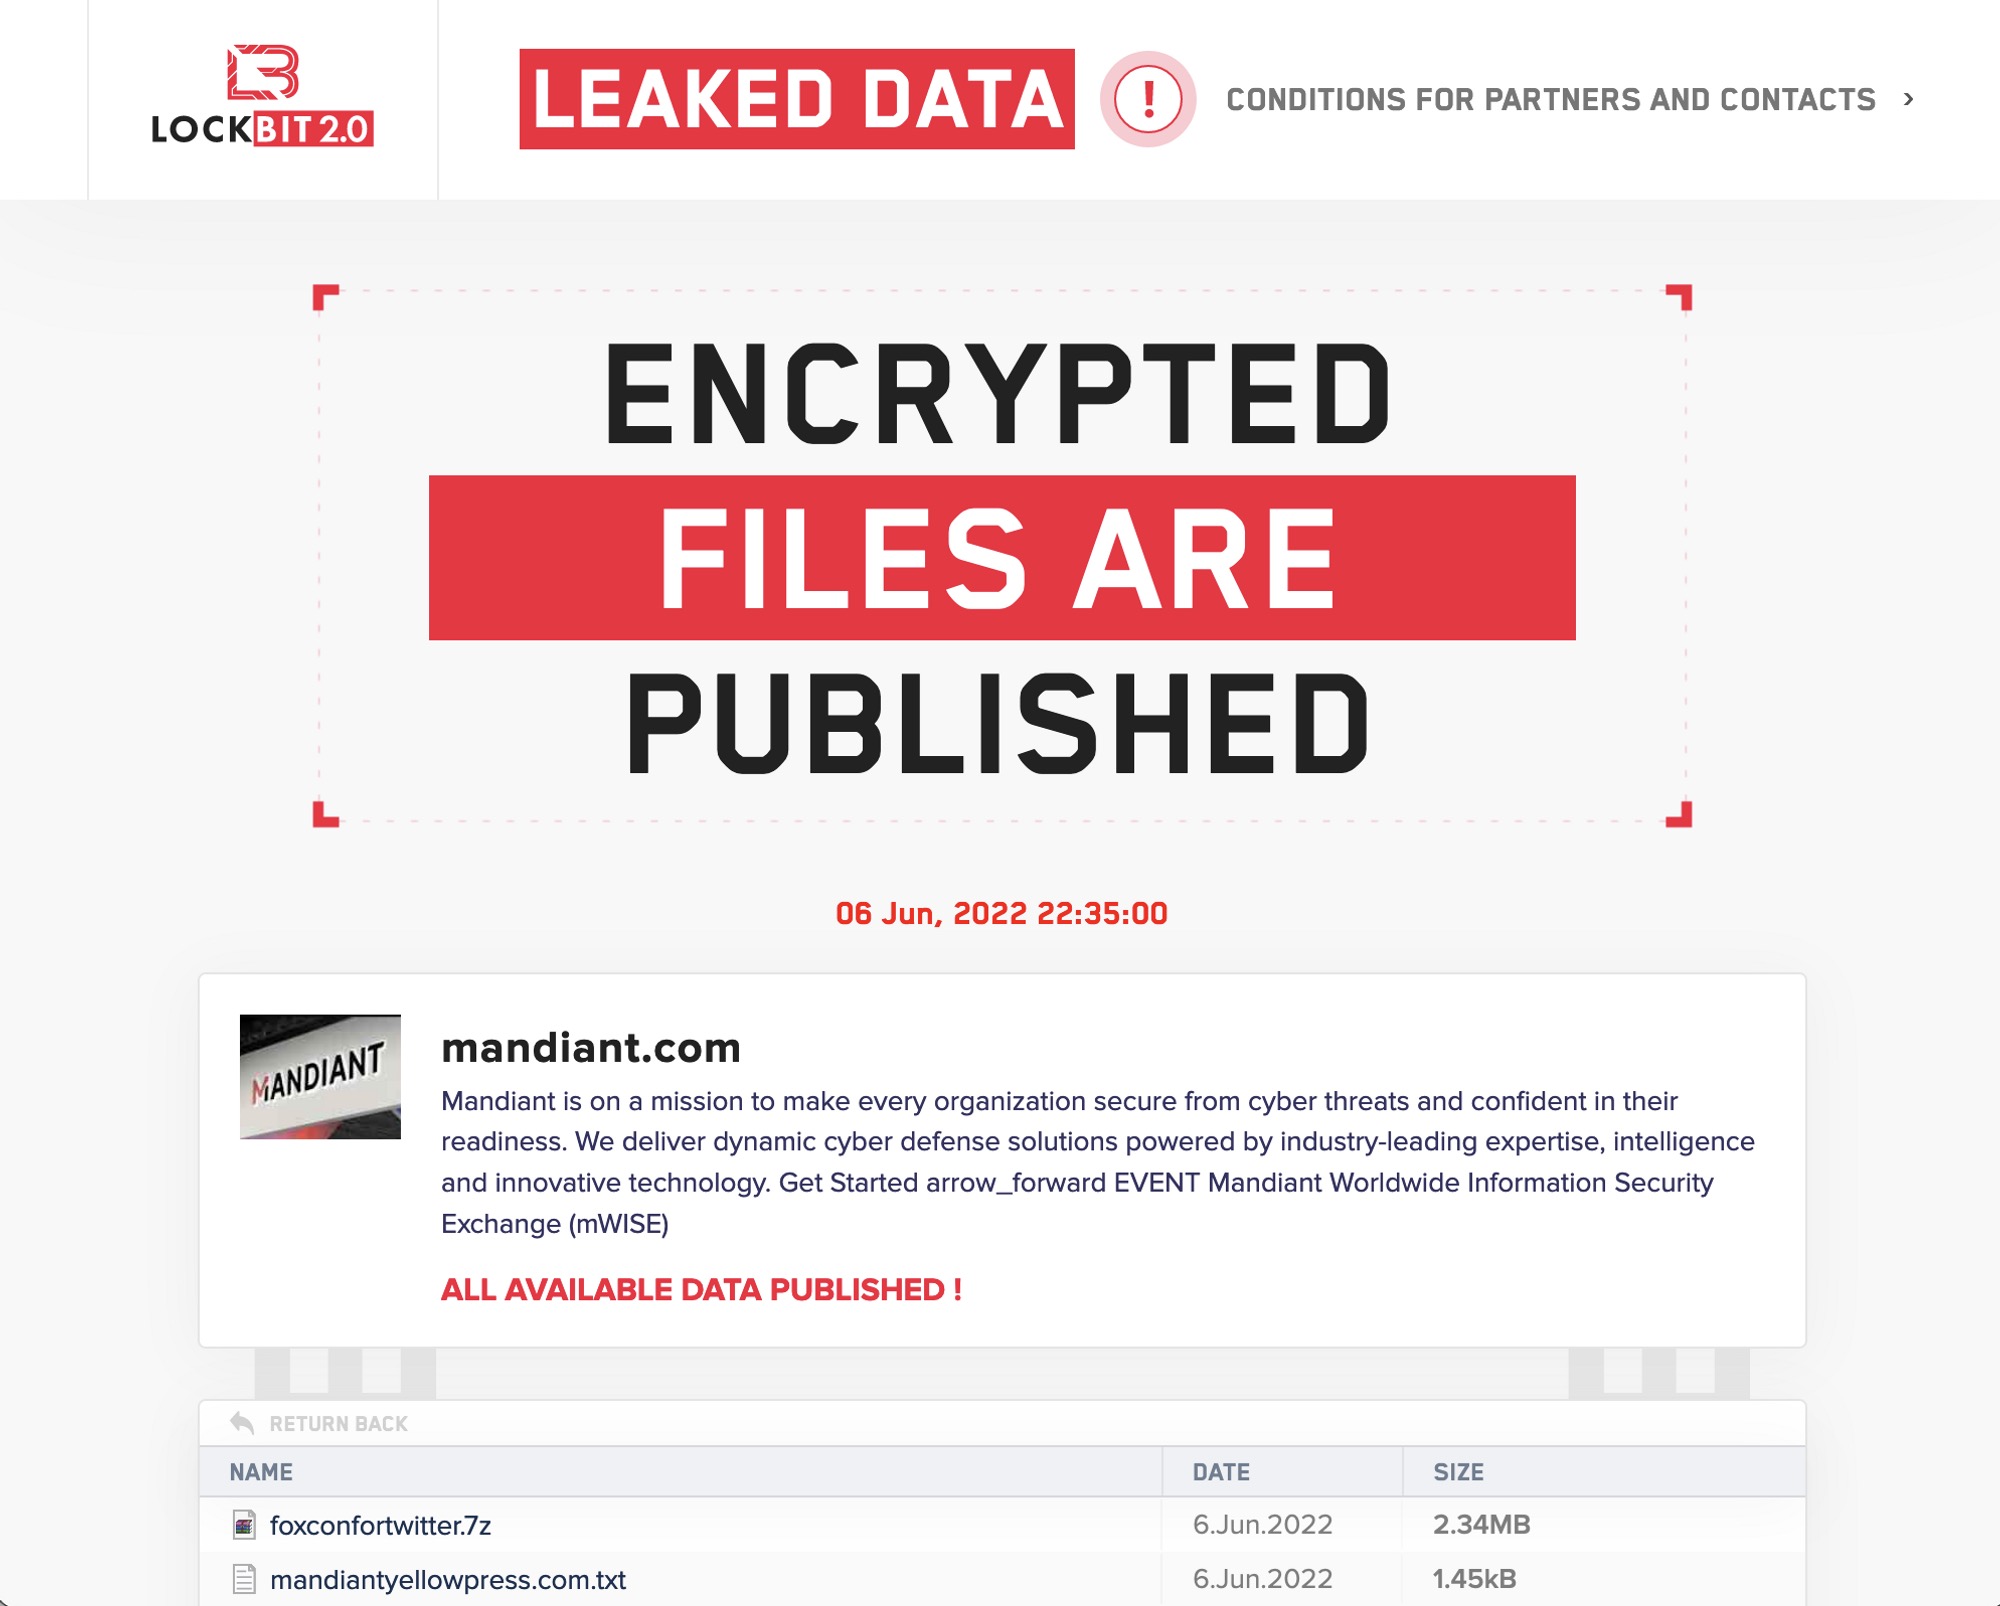 LOCKBIT 2.0
LEAKED DATA
!
CONDITIONS FOR PARTNERS AND CONTACTS ›
ENCRYPTED
FILES ARE
PUBLISHED
06 Jun, 2022 22:35:00
MANDIANT
mandiant.com
Mandiant is on a mission to make every organization secure from cyber threats and confident in their
readiness. We deliver dynamic cyber defense solutions powered by industry-leading expertise, intelligence
and innovative technology. Get Started arrow_forward EVENT Mandiant Worldwide Information Security
Exchange (mWISE)
ALL AVAILABLE DATA PUBLISHED !
RETURN BACK
NAME DATE SIZE
foxconfortwitter.7z 6.Jun.2022 2.34MB
mandiantyellowpress.com.txt 6.Jun.2022 1.45kB